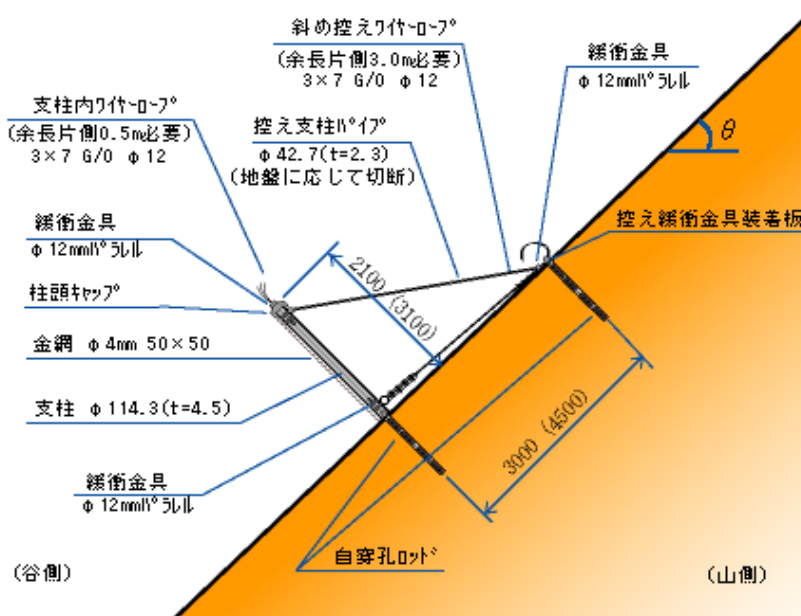 斜め控えワイヤーロープ
(余長片側3.0m必要)
3×7 G/O φ12
緩衝金具
φ12mmパラレル
支柱内ワイヤーロープ
(余長片側0.5m必要)
3×7 G/O φ12
控え支柱パイプ
φ42.7(t=2.3)
(地盤に応じて切断)
θ
緩衝金具
φ12mmパラレル
控え緩衝金具装着板
2100 (3100)
柱頭キャップ
金網 φ4mm 50×50
支柱 φ114.3(t=4.5)
3000 (4500)
緩衝金具
φ12mmパラレル
自穿孔ロッド
(谷側)
(山側)